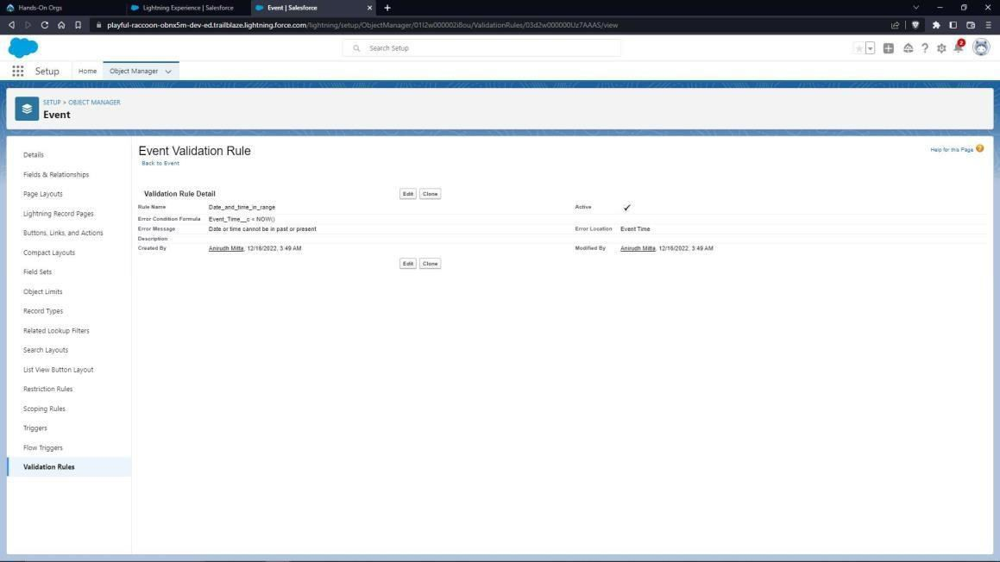 Hands-On Orgs
Lightning Experience | Salesforce
Event | Salesforce
playful-raccoon-obnx5m-dev-ed.trailblaze.lightning.force.com/lightning/setup/ObjectManager/01I2w000002i8ou/ValidationRules/03d2w000000Uz7AAAS/view
Search Setup
2
Setup
Home
Object Manager
SETUP > OBJECT MANAGER
Event
Details
Fields & Relationships
Page Layouts
Lightning Record Pages
Buttons, Links, and Actions
Compact Layouts
Field Sets
Object Limits
Record Types
Related Lookup Filters
Search Layouts
List View Button Layout
Restriction Rules
Scoping Rules
Triggers
Flow Triggers
Validation Rules
Event Validation Rule
Help for this Page
Back to Event
Validation Rule Detail
Edit Clone
Rule Name Date_and_time_in_range Active
Error Condition Formula Event_Time__c < NOW()
Error Message Date or time cannot be in past or present Error Location Event Time
Description
Created By Anirudh Mitta, 12/16/2022, 3:49 AM Modified By Anirudh Mitta, 12/16/2022, 3:49 AM
Edit Clone